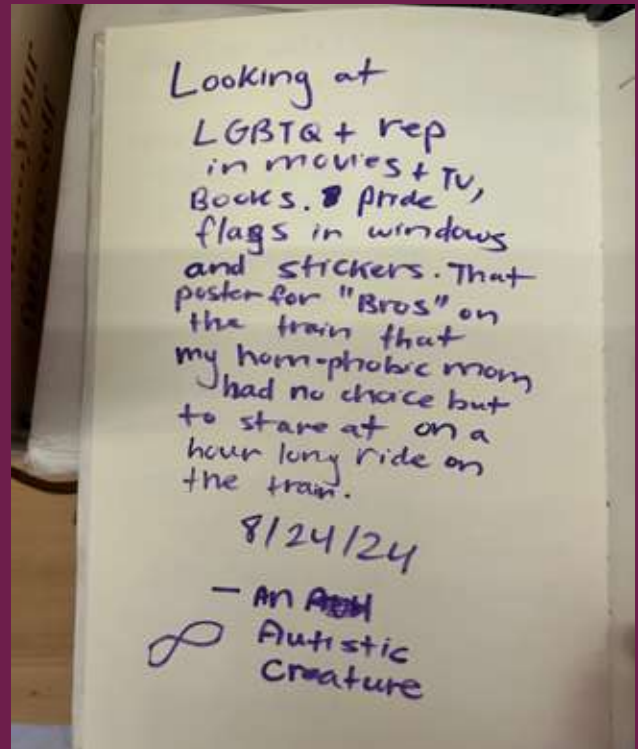 Looking at
LGBTQ+ rep
in movies + TV,
Books. Pride
flags in windows
and stickers. That
poster for "Bros" on
the train that
my hom-phobic mom
had no choice but
to stare at on a
hour long ride on
the train.
8/24/24
- An
Autistic
Creature